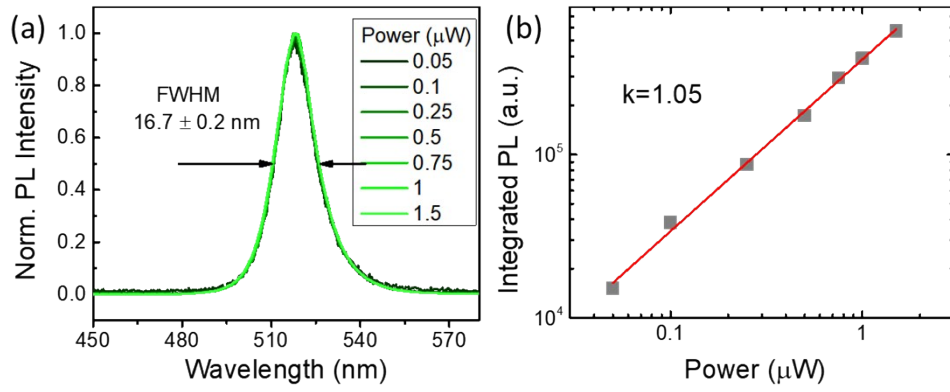 (a)
Norm. PL Intensity
1.0
0.8
0.6
0.4
0.2
0.0
FWHM
16.7 ± 0.2 nm
Power (μW)
0.05
0.1
0.25
0.5
0.75
1
1.5
450 480 510 540 570
Wavelength (nm)
(b)
Integrated PL (a.u.)
10⁵
10⁴
k=1.05
0.1 1
Power (μW)